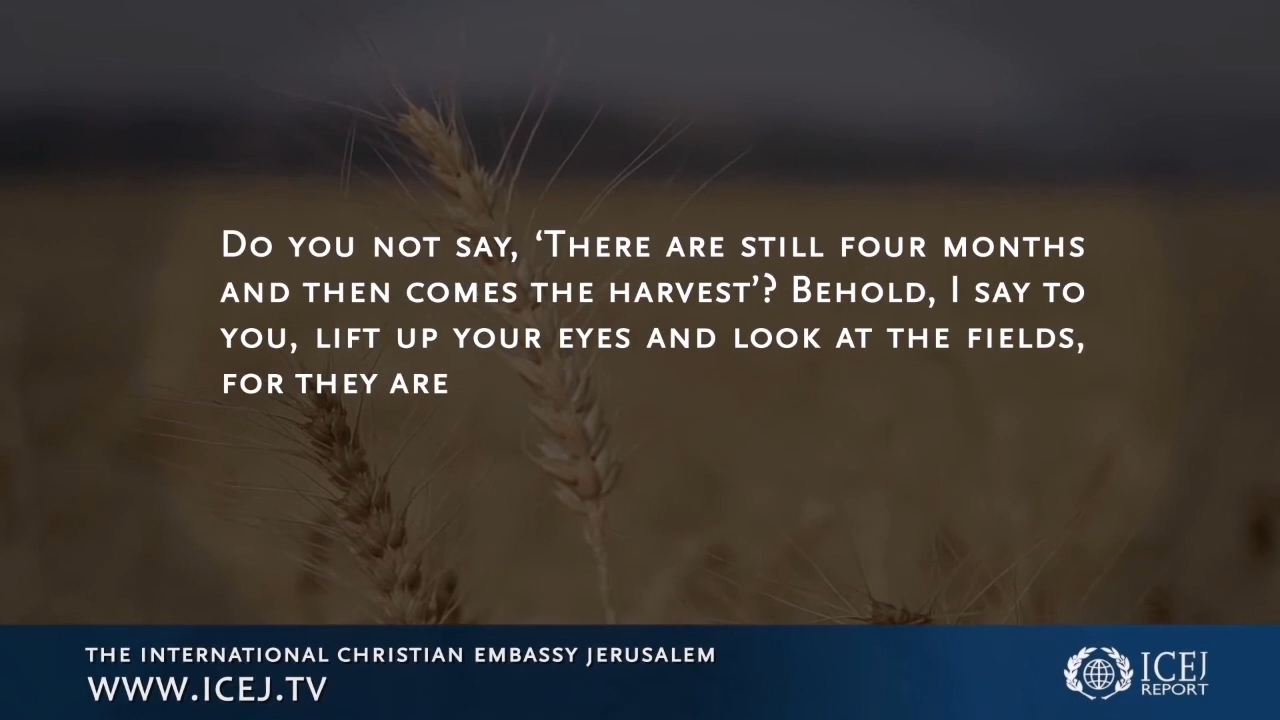 Do you not say, ‘There are still four months
and then comes the harvest’? Behold, I say to
you, lift up your eyes and look at the fields,
for they are
THE INTERNATIONAL CHRISTIAN EMBASSY JERUSALEM
WWW.ICEJ.TV
ICEJ
REPORT